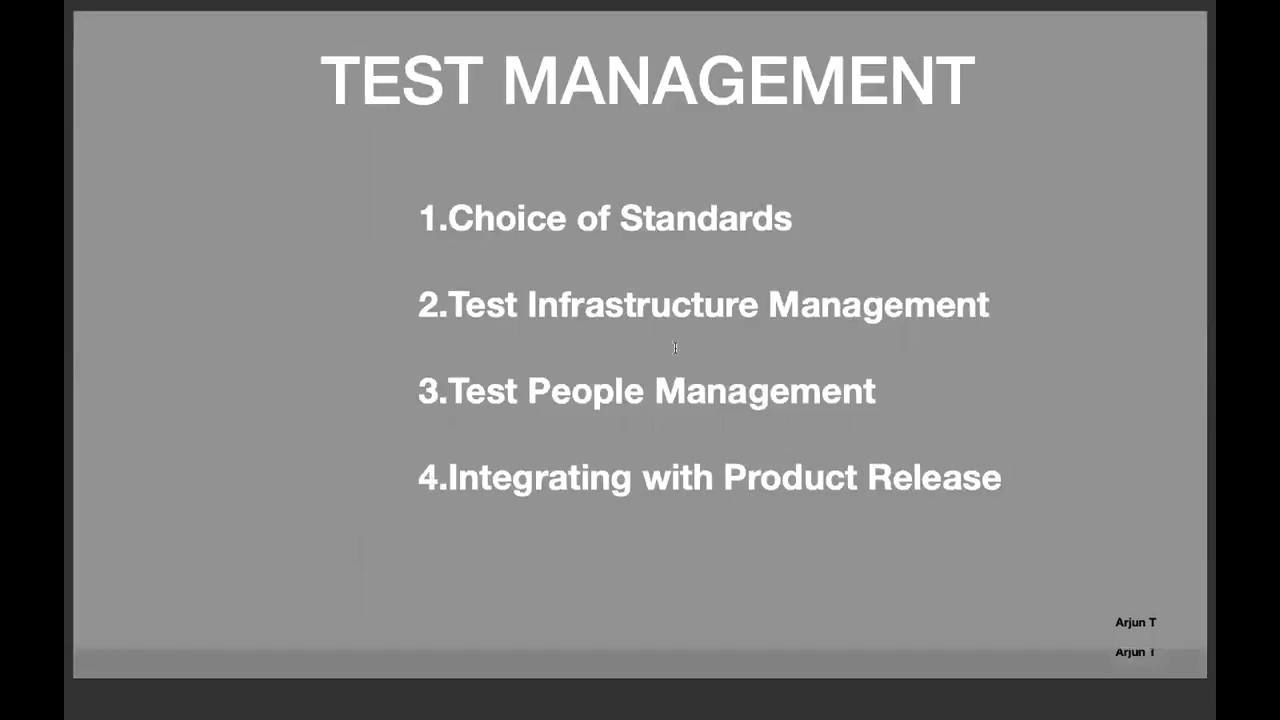 TEST MANAGEMENT
1.Choice of Standards
2.Test Infrastructure Management
3.Test People Management
4.Integrating with Product Release
Arjun T
Arjun T